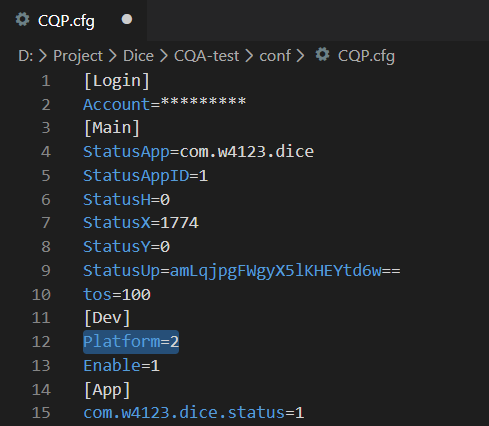 CQP.cfg
D: > Project > Dice > CQA-test > conf > CQP.cfg
1 [Login]
2 Account=*********
3 [Main]
4 StatusApp=com.w4123.dice
5 StatusAppID=1
6 StatusH=0
7 StatusX=1774
8 StatusY=0
9 StatusUp=amLqjpgFWgyX5lKHEYtd6w==
10 tos=100
11 [Dev]
12 Platform=2
13 Enable=1
14 [App]
15 com.w4123.dice.status=1